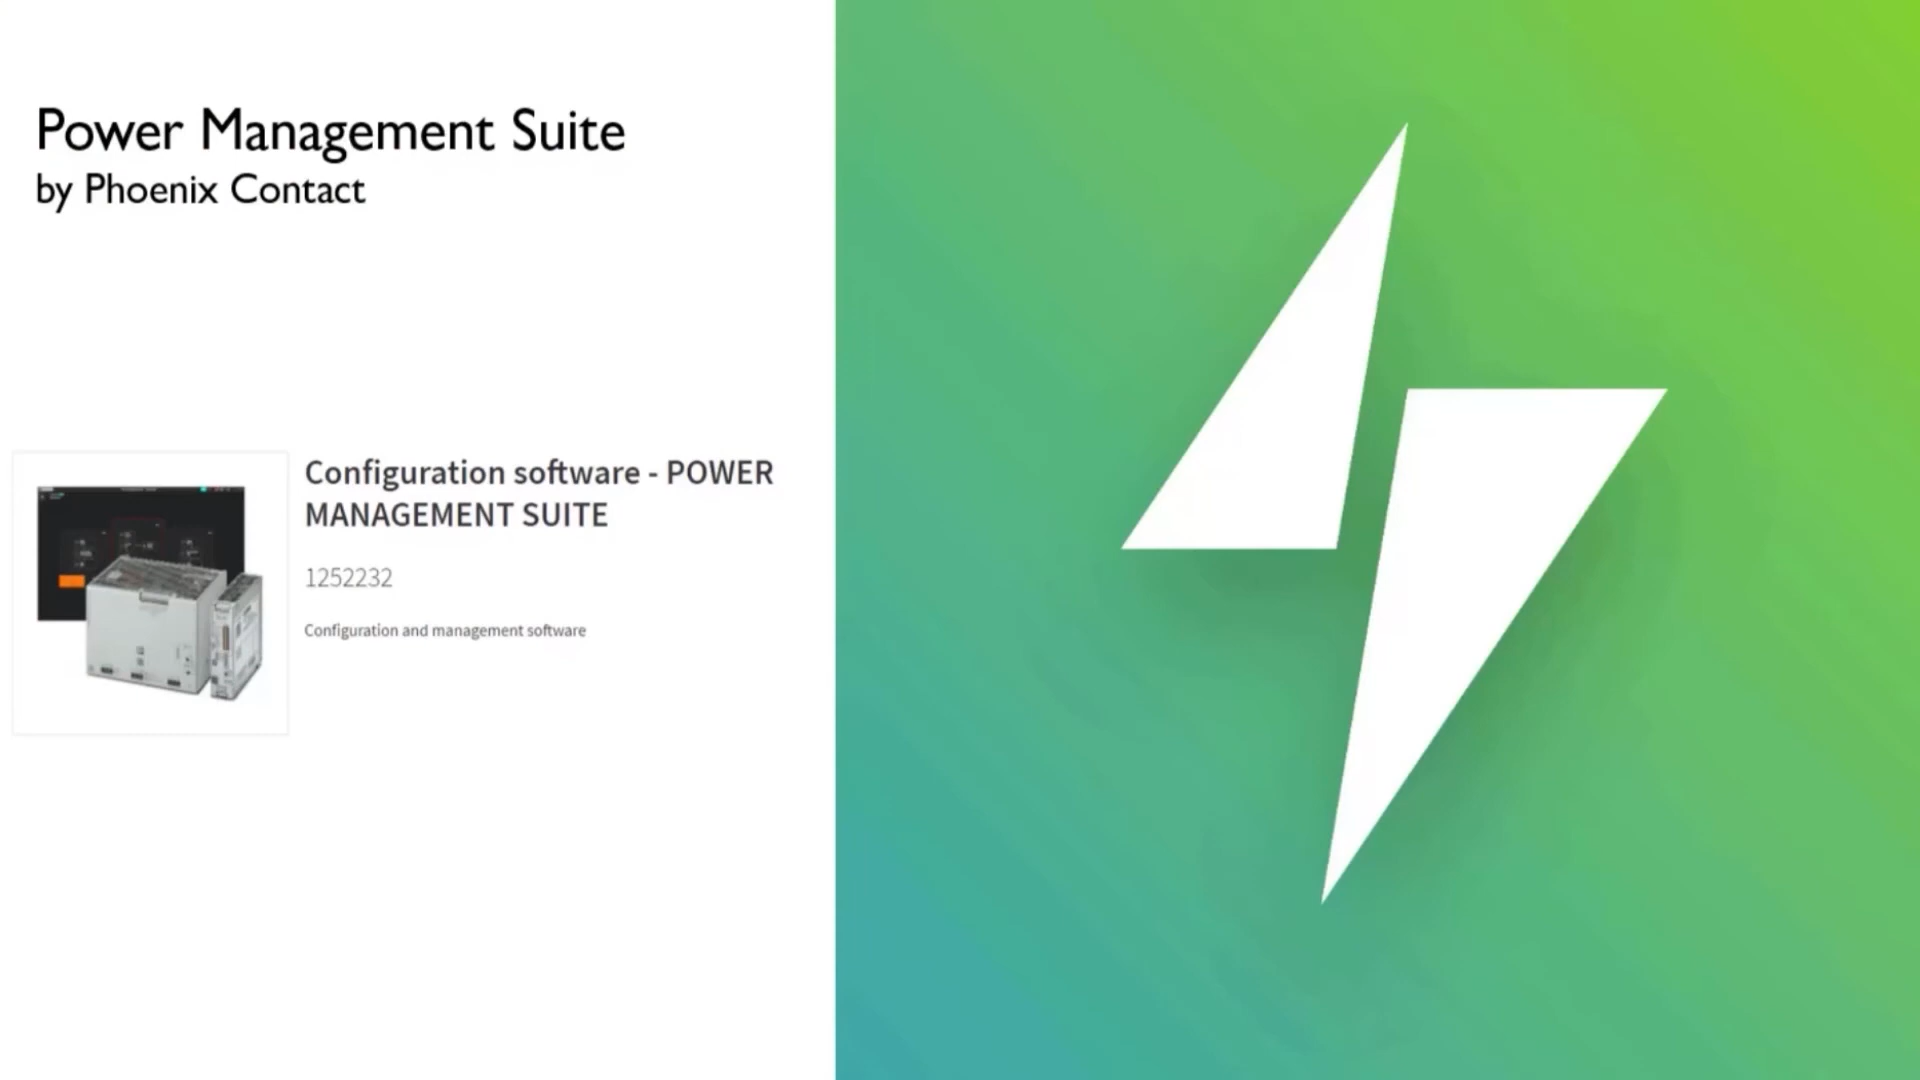 Power Management Suite
by Phoenix Contact
Configuration software - POWER
MANAGEMENT SUITE
1252232
Configuration and management software